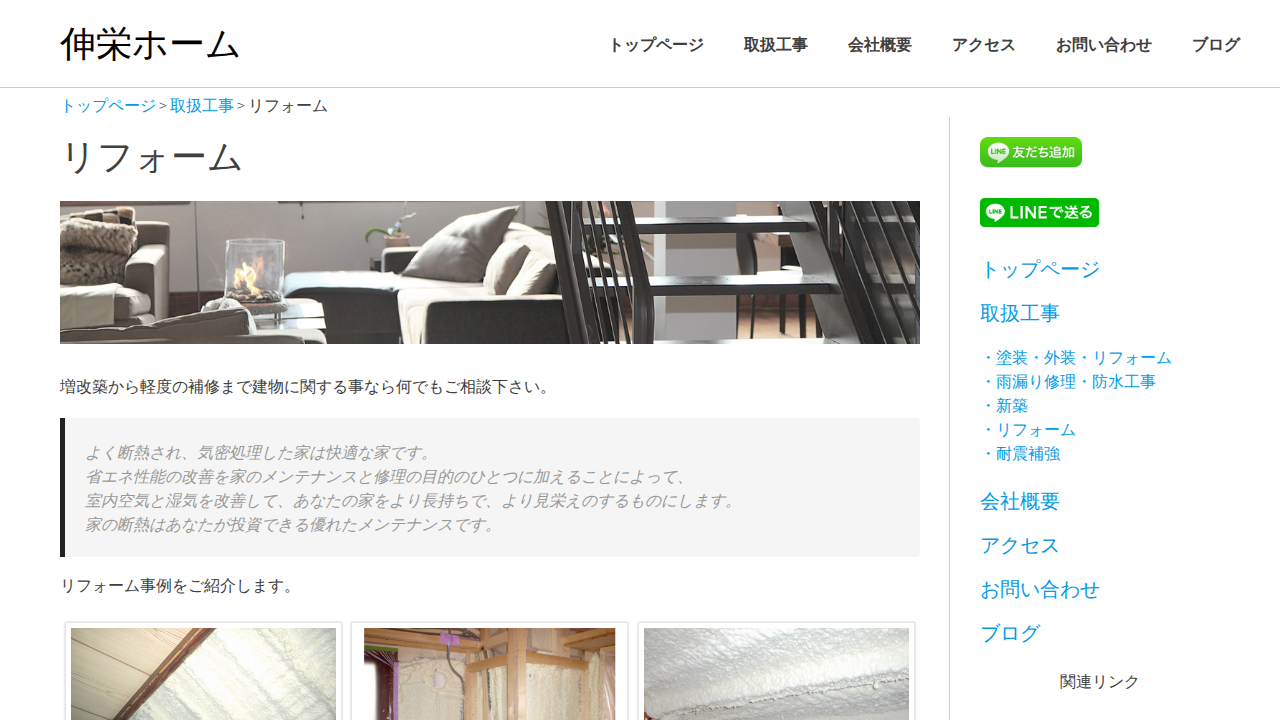 伸栄ホーム
トップページ 取扱工事 会社概要 アクセス お問い合わせ ブログ
トップページ > 取扱工事 > リフォーム
リフォーム
増改築から軽度の補修まで建物に関する事なら何でもご相談下さい。
よく断熱され、気密処理した家は快適な家です。
省エネ性能の改善を家のメンテナンスと修理の目的のひとつに加えることによって、
室内空気と湿気を改善して、あなたの家をより長持ちで、より見栄えのするものにします。
家の断熱はあなたが投資できる優れたメンテナンスです。
リフォーム事例をご紹介します。
LINE 友だち追加
LINE LINEで送る
トップページ
取扱工事
・塗装・外装・リフォーム
・雨漏り修理・防水工事
・新築
・リフォーム
・耐震補強
会社概要
アクセス
お問い合わせ
ブログ
関連リンク